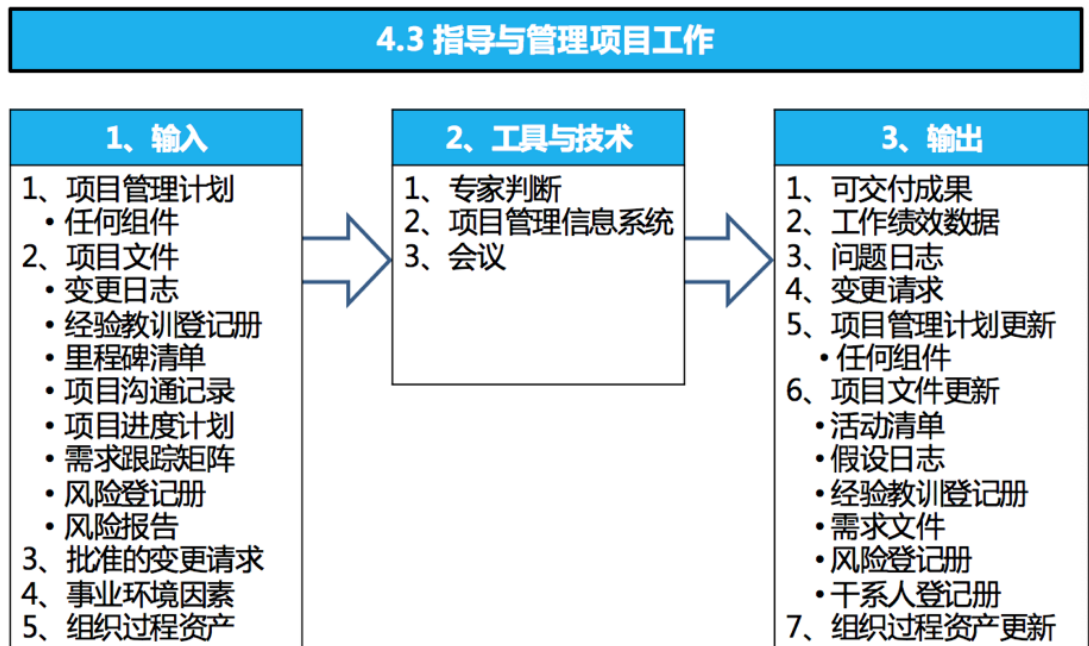 4.3 指导与管理项目工作
1、输入
1、项目管理计划
• 任何组件
2、项目文件
• 变更日志
• 经验教训登记册
• 里程碑清单
• 项目沟通记录
• 项目进度计划
• 需求跟踪矩阵
• 风险登记册
• 风险报告
3、批准的变更请求
4、事业环境因素
5、组织过程资产
2、工具与技术
1、专家判断
2、项目管理信息系统
3、会议
3、输出
1、可交付成果
2、工作绩效数据
3、问题日志
4、变更请求
5、项目管理计划更新
• 任何组件
6、项目文件更新
• 活动清单
• 假设日志
• 经验教训登记册
• 需求文件
• 风险登记册
• 干系人登记册
7、组织过程资产更新